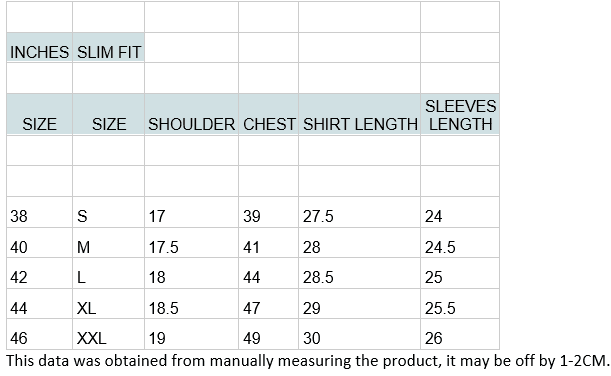 INCHES SLIM FIT
SIZE SIZE SHOULDER CHEST SHIRT LENGTH SLEEVES LENGTH
38 S 17 39 27.5 24
40 M 17.5 41 28 24.5
42 L 18 44 28.5 25
44 XL 18.5 47 29 25.5
46 XXL 19 49 30 26
This data was obtained from manually measuring the product, it may be off by 1-2CM.